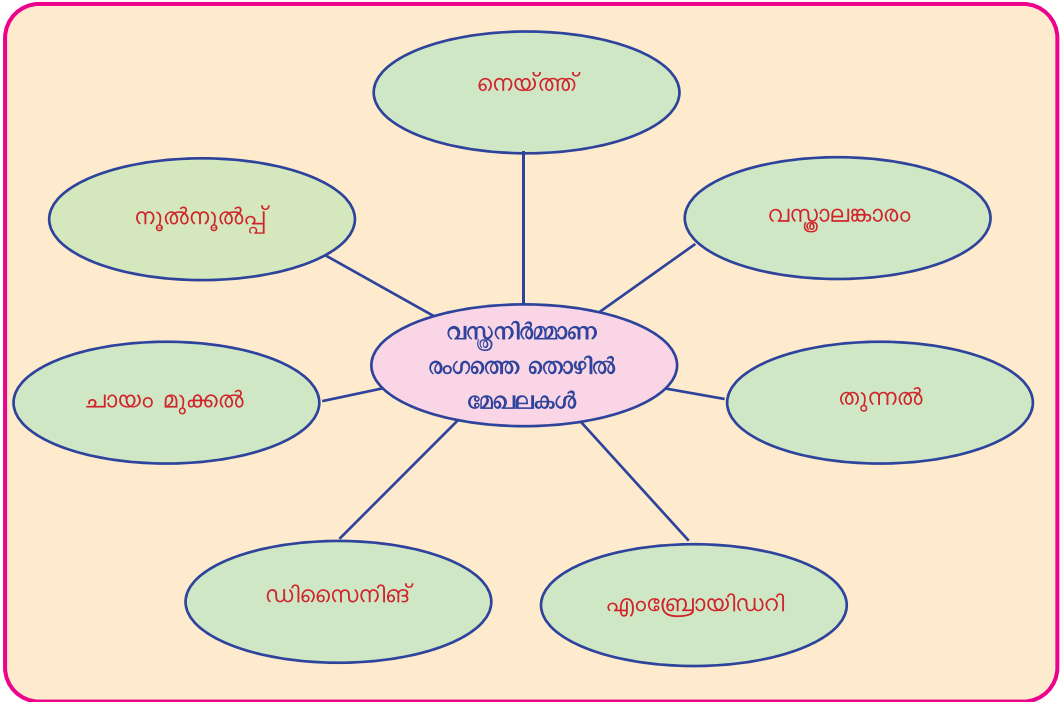 നെയ്ത്ത്
നൂൽനൂൽപ്പ്
വസ്ത്രാലങ്കാരം
വസ്ത്രനിർമ്മാണ
രംഗത്തെ തൊഴിൽ
മേഖലകൾ
ചായം മുക്കൽ
തുന്നൽ
ഡിസൈനിങ്
എംബ്രോയിഡറി